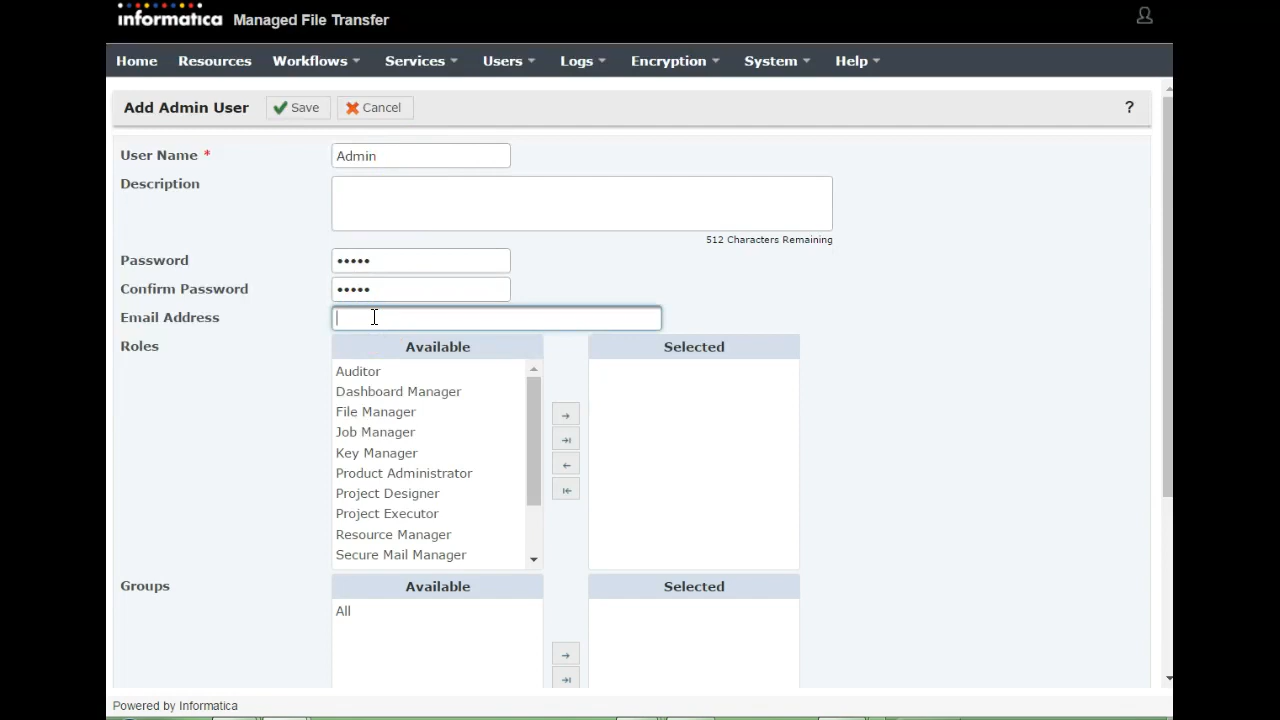 informatica Managed File Transfer
Home Resources Workflows Services Users Logs Encryption System Help
Add Admin User Save Cancel ?
User Name * Admin
Description
512 Characters Remaining
Password •••••
Confirm Password •••••
Email Address
Roles Available Selected
Auditor
Dashboard Manager
File Manager
Job Manager
Key Manager
Product Administrator
Project Designer
Project Executor
Resource Manager
Secure Mail Manager
Groups Available Selected
All
Powered by Informatica